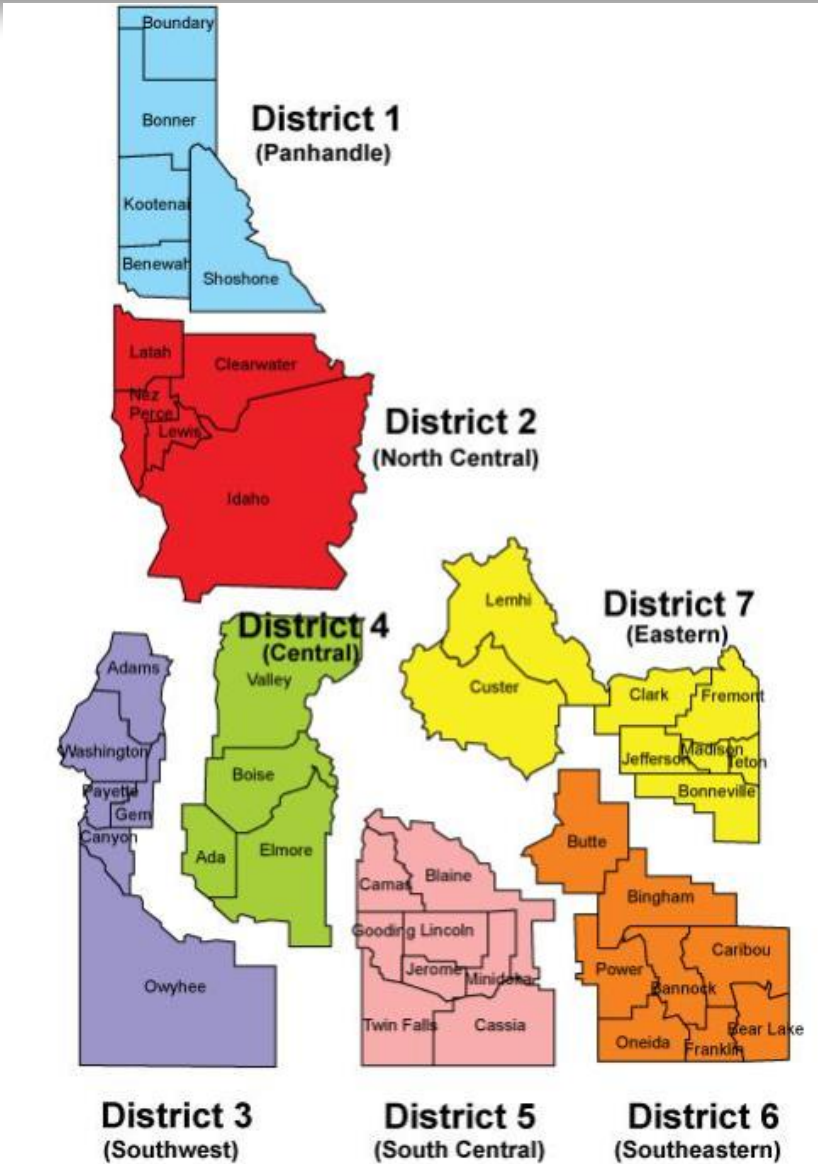 Boundary
Bonner
District 1
(Panhandle)
Kootenai
Benewah
Shoshone
Latah
Clearwater
Nez
Perce
Lewis
District 2
(North Central)
Idaho
Lemhi
District 7
(Eastern)
District 4
(Central)
Adams
Valley
Custer
Clark
Fremont
Washington
Boise
Jefferson
Madison
Teton
Payette
Bonneville
Gem
Canyon
Ada
Elmore
Butte
Camas
Blaine
Bingham
Gooding
Lincoln
Caribou
Jerome
Minidoka
Power
Bannock
Owyhee
Twin Falls
Cassia
Oneida
Franklin
Bear Lake
District 3
(Southwest)
District 5
(South Central)
District 6
(Southeastern)